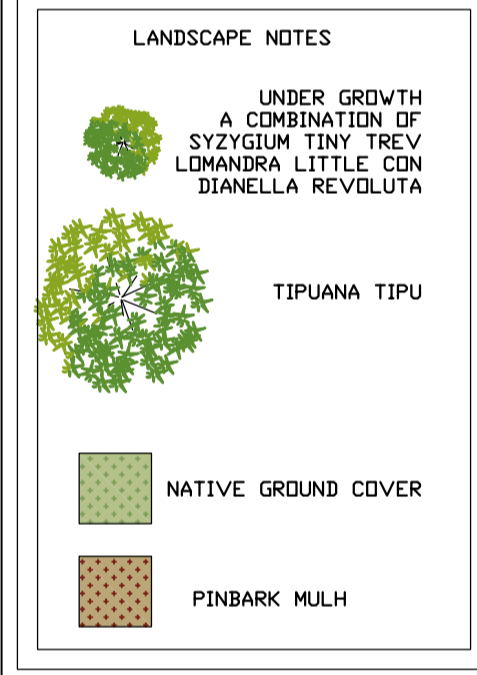 LANDSCAPE NOTES
UNDER GROWTH
A COMBINATION OF
SYZYGIUM TINY TREV
LOMANDRA LITTLE CON
DIANELLA REVOLUTA
TIPUANA TIPU
NATIVE GROUND COVER
PINBARK MULH